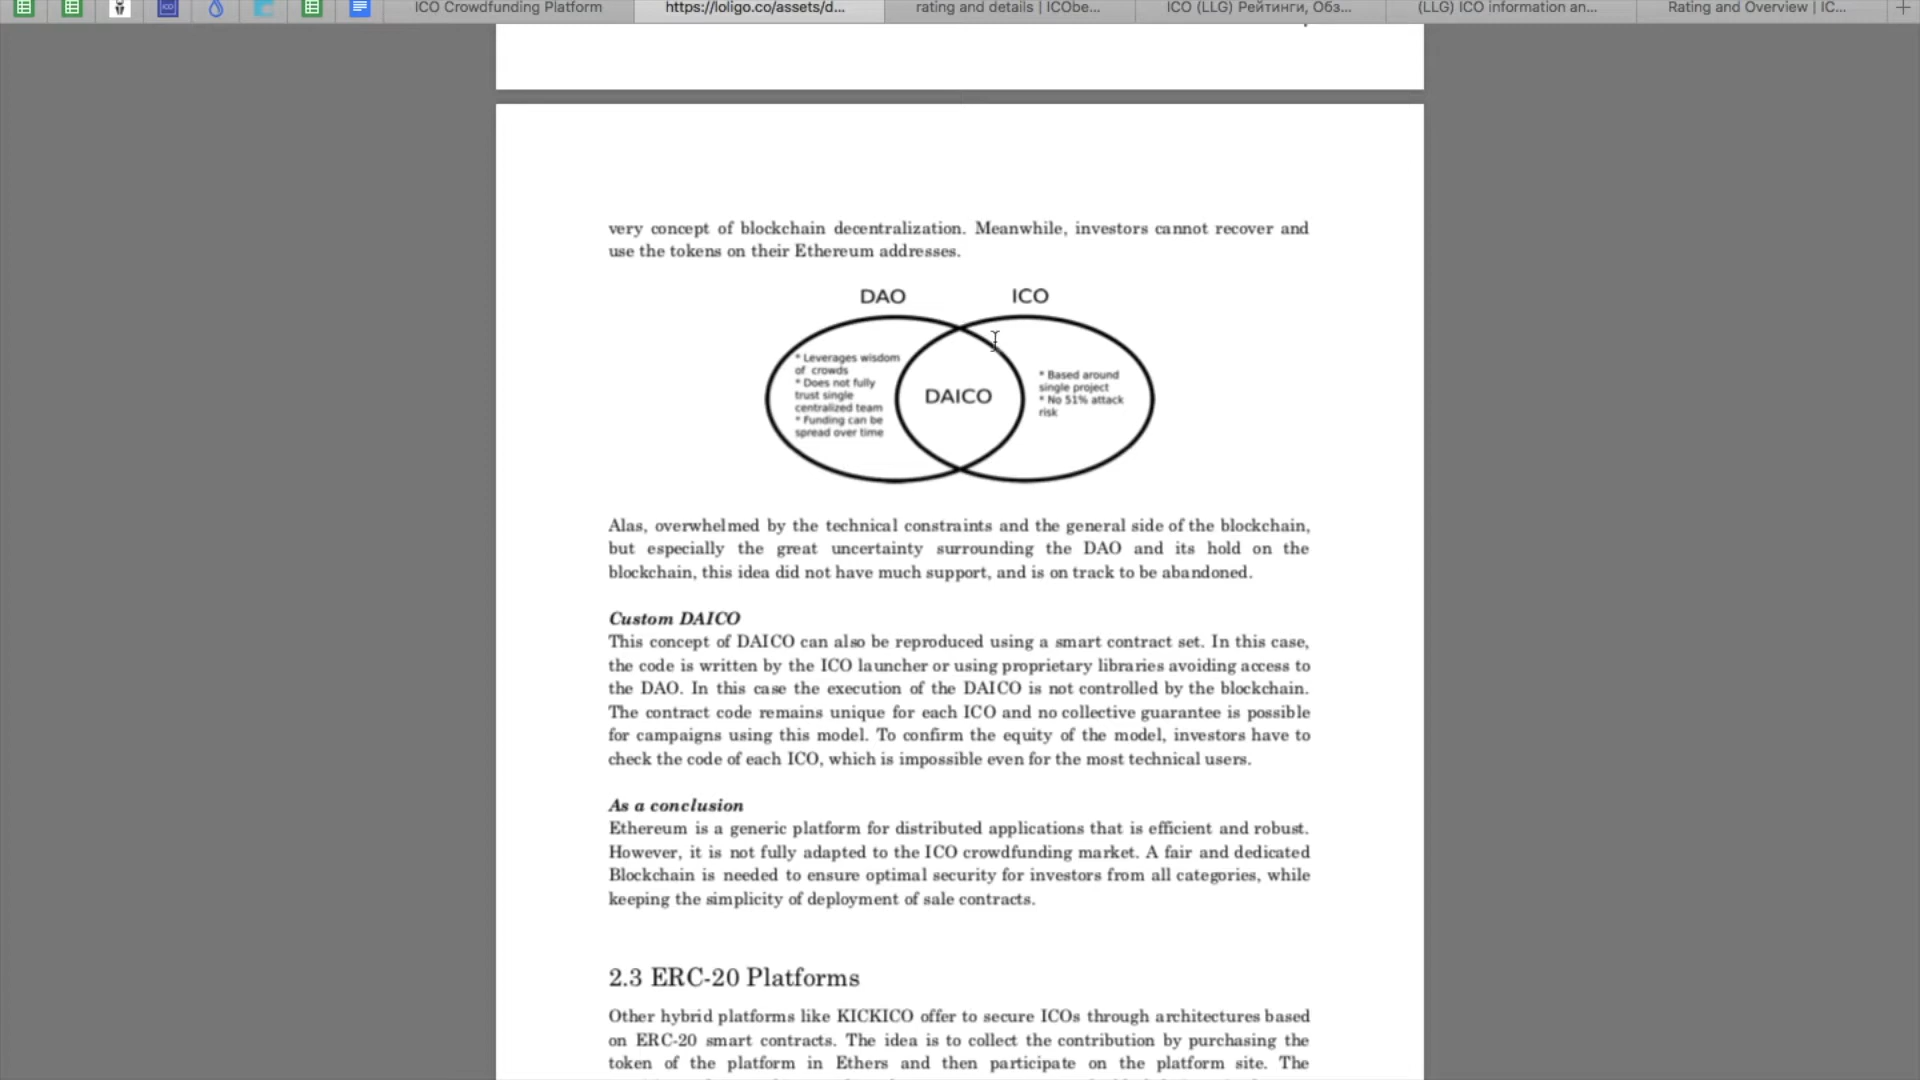 ICO Crowdfunding Platform
https://loligo.co/assets/d...
rating and details | ICObe...
ICO (LLG) Рейтинги, Обз...
(LLG) ICO information an...
Rating and Overview | IC...
very concept of blockchain decentralization. Meanwhile, investors cannot recover and
use the tokens on their Ethereum addresses.
DAO
ICO
* Leverages wisdom
of crowds
* Does not fully
trust single
centralized team
* Funding can be
spread over time
DAICO
* Based around
single project
* No 51% attack
risk
Alas, overwhelmed by the technical constraints and the general side of the blockchain,
but especially the great uncertainty surrounding the DAO and its hold on the
blockchain, this idea did not have much support, and is on track to be abandoned.
Custom DAICO
This concept of DAICO can also be reproduced using a smart contract set. In this case,
the code is written by the ICO launcher or using proprietary libraries avoiding access to
the DAO. In this case the execution of the DAICO is not controlled by the blockchain.
The contract code remains unique for each ICO and no collective guarantee is possible
for campaigns using this model. To confirm the equity of the model, investors have to
check the code of each ICO, which is impossible even for the most technical users.
As a conclusion
Ethereum is a generic platform for distributed applications that is efficient and robust.
However, it is not fully adapted to the ICO crowdfunding market. A fair and dedicated
Blockchain is needed to ensure optimal security for investors from all categories, while
keeping the simplicity of deployment of sale contracts.
2.3 ERC-20 Platforms
Other hybrid platforms like KICKICO offer to secure ICOs through architectures based
on ERC-20 smart contracts. The idea is to collect the contribution by purchasing the
token of the platform in Ethers and then participate on the platform site. The